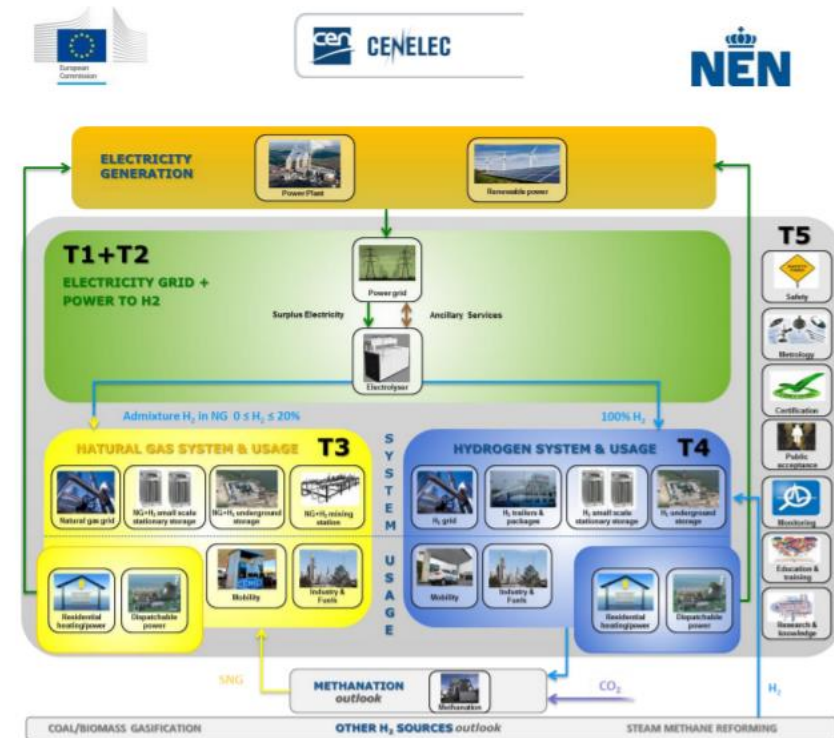 European
Commission
cen
CENELEC
NEN
ELECTRICITY
GENERATION
Power Plant
Renewable power
T1+T2
ELECTRICITY GRID +
POWER TO H2
Power grid
Surplus Electricity
Ancillary Services
Electrolyser
T5
Safety
Metrology
Certification
Public
acceptance
Monitoring
Education &
training
Research &
knowledge
Admixture H₂ in NG 0 ≤ H₂ ≤ 20%
100% H₂
NATURAL GAS SYSTEM & USAGE
T3
Natural gas grid
NG+H₂ small scale
stationary storage
NG+H₂ underground
storage
NG+H₂ mixing
station
Mobility
Industry &
Fuels
Residential
heating/power
Dispatchable
power
SYSTEM
USAGE
HYDROGEN SYSTEM & USAGE
T4
H₂ grid
H₂ trailers &
packages
H₂ small scale
stationary storage
H₂ underground
storage
Mobility
Industry &
Fuels
Residential
heating/power
Dispatchable
power
SNG
METHANATION
outlook
Methanation
CO₂
H₂
COAL/BIOMASS GASIFICATION
OTHER H₂ SOURCES outlook
STEAM METHANE REFORMING